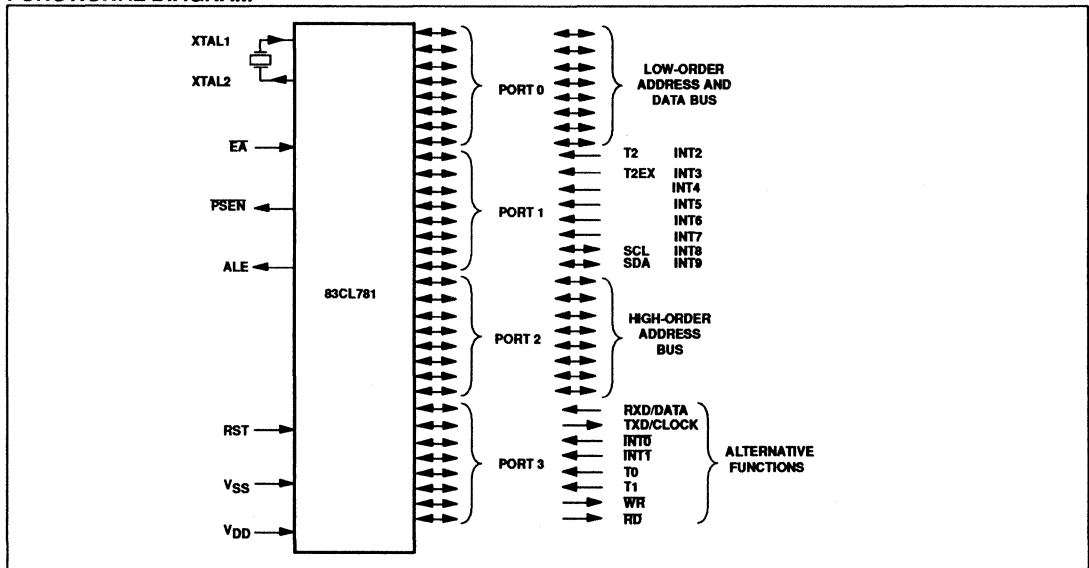 XTAL1
XTAL2
EA
PSEN
ALE
83CL781
RST
VSS
VDD
PORT 0
LOW-ORDER
ADDRESS AND
DATA BUS
PORT 1
T2 INT2
T2EX INT3
INT4
INT5
INT6
INT7
SCL INT8
SDA INT9
PORT 2
HIGH-ORDER
ADDRESS
BUS
PORT 3
RXD/DATA
TXD/CLOCK
INT0
INT1
T0
T1
WR
RD
ALTERNATIVE
FUNCTIONS